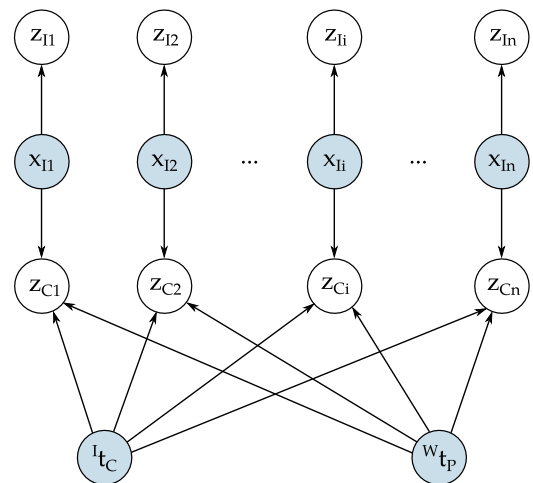 z_I1 z_I2 z_Ii z_In
x_I1 x_I2 ... x_Ii ... x_In
z_C1 z_C2 z_Ci z_Cn
^I t_C ^W t_P